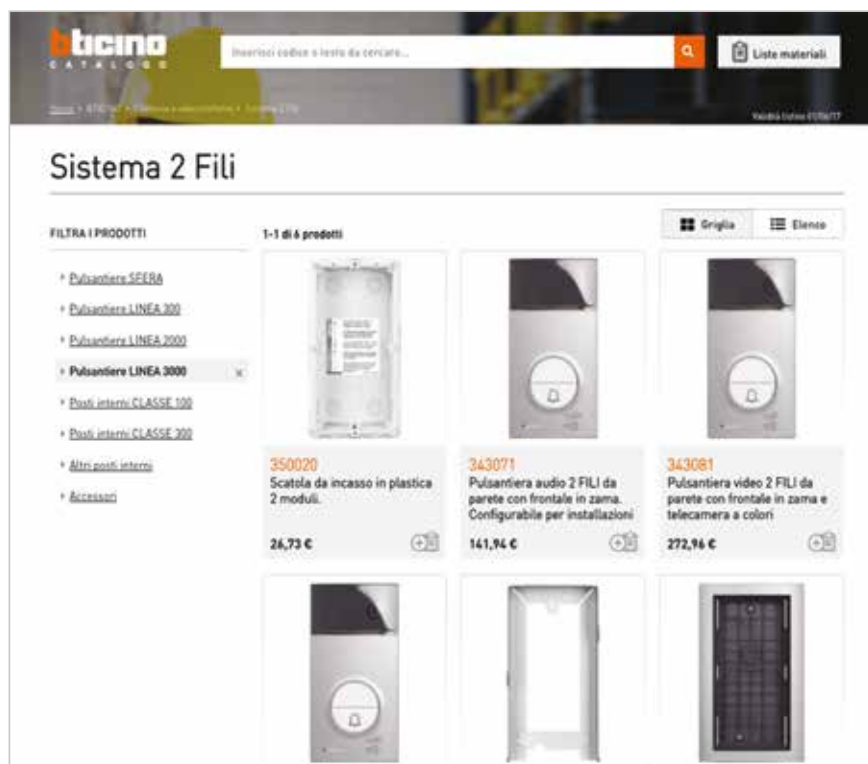 bticino
CATALOGO
Inserisci codice o testo da cercare...
Liste materiali
Home
Sistema 2 Fili
FILTRA I PRODOTTI
1-1 di 6 prodotti
Griglia
Elenco
Pulsantiere SFERA
Pulsantiere LINEA 300
Pulsantiere LINEA 2000
Pulsantiere LINEA 3000
x
Posti interni CLASSE 100
Posti interni CLASSE 300
Altri posti interni
Accessori
350020
Scatola da incasso in plastica
2 moduli.
26,73 €
343071
Pulsantiera audio 2 FILI da
parete con frontale in zama.
Configurabile per installazioni
141,94 €
343081
Pulsantiera video 2 FILI da
parete con frontale in zama e
telecamera a colori
272,96 €